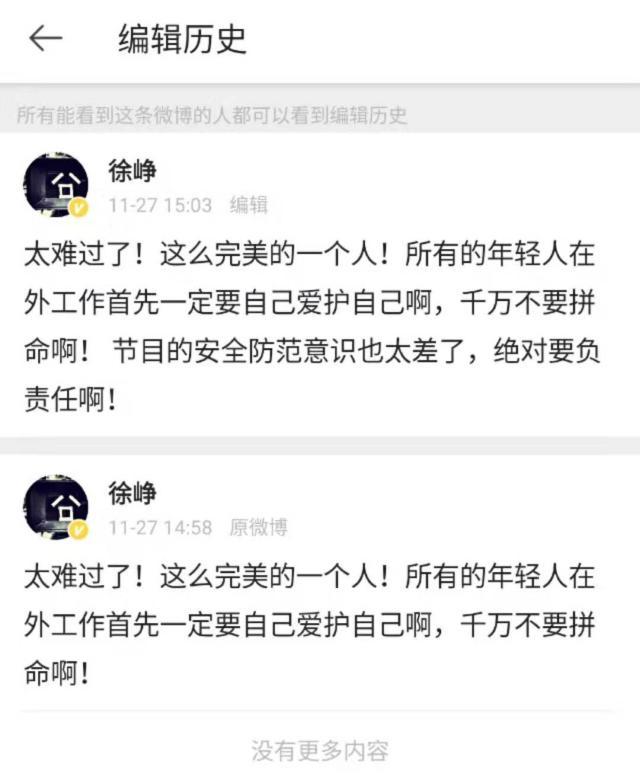 编辑历史
所有能看到这条微博的人都可以看到编辑历史
徐峥
11-27 15:03 编辑
太难过了！这么完美的一个人！所有的年轻人在
外工作首先一定要自己爱护自己啊，千万不要拼
命啊！ 节目的安全防范意识也太差了，绝对要负
责任啊！
徐峥
11-27 14:58 原微博
太难过了！这么完美的一个人！所有的年轻人在
外工作首先一定要自己爱护自己啊，千万不要拼
命啊！
没有更多内容